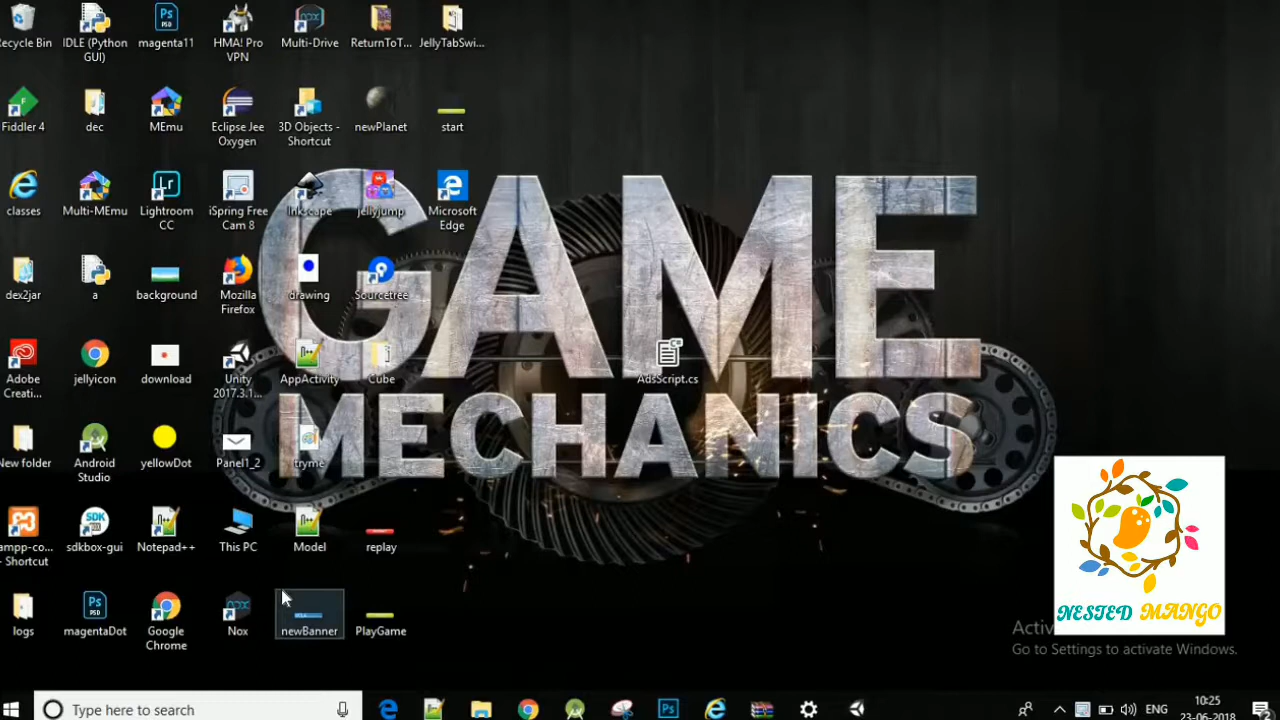 Recycle Bin
IDLE (Python
GUI)
magenta11
HMA! Pro
VPN
Multi-Drive
ReturnToT...
JellyTabSwi...
Fiddler 4
dec
MEmu
Eclipse Jee
Oxygen
3D Objects -
Shortcut
newPlanet
start
classes
Multi-MEmu
Lightroom
CC
iSpring Free
Cam 8
Inkscape
jellyjump
Microsoft
Edge
dex2jar
a
background
Mozilla
Firefox
drawing
Sourcetree
Adobe
Creati...
jellyicon
download
Unity
2017.3.1...
AppActivity
Cube
AdsScript.cs
GAME
MECHANICS
New folder
Android
Studio
yellowDot
Panel1_2
tryme
ampp-co...
- Shortcut
sdkbox-gui
Notepad++
This PC
Model
replay
logs
magentaDot
Google
Chrome
Nox
newBanner
PlayGame
NESTED MANGO
Activ
Go to Settings to activate Windows.
Type here to search
ENG
10:25
23-06-2018